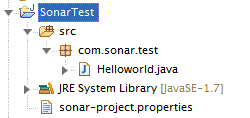 SonarTest
src
com.sonar.test
Helloworld.java
JRE System Library [JavaSE-1.7]
sonar-project.properties